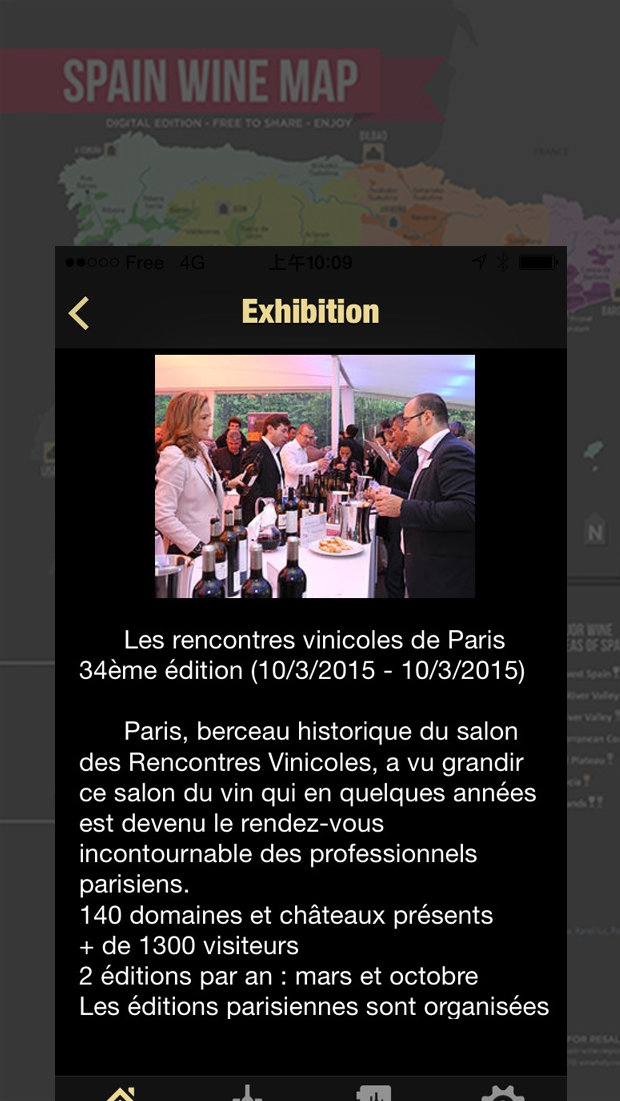 SPAIN WINE MAP
DIGITAL EDITION - FREE TO SHARE - ENJOY
BILBAO
FRANCE
Free 4G 上午10:09
Exhibition
N
Les rencontres vinicoles de Paris
34ème édition (10/3/2015 - 10/3/2015)
Paris, berceau historique du salon
des Rencontres Vinicoles, a vu grandir
ce salon du vin qui en quelques années
est devenu le rendez-vous
incontournable des professionnels
parisiens.
140 domaines et châteaux présents
+ de 1300 visiteurs
2 éditions par an : mars et octobre
Les éditions parisiennes sont organisées